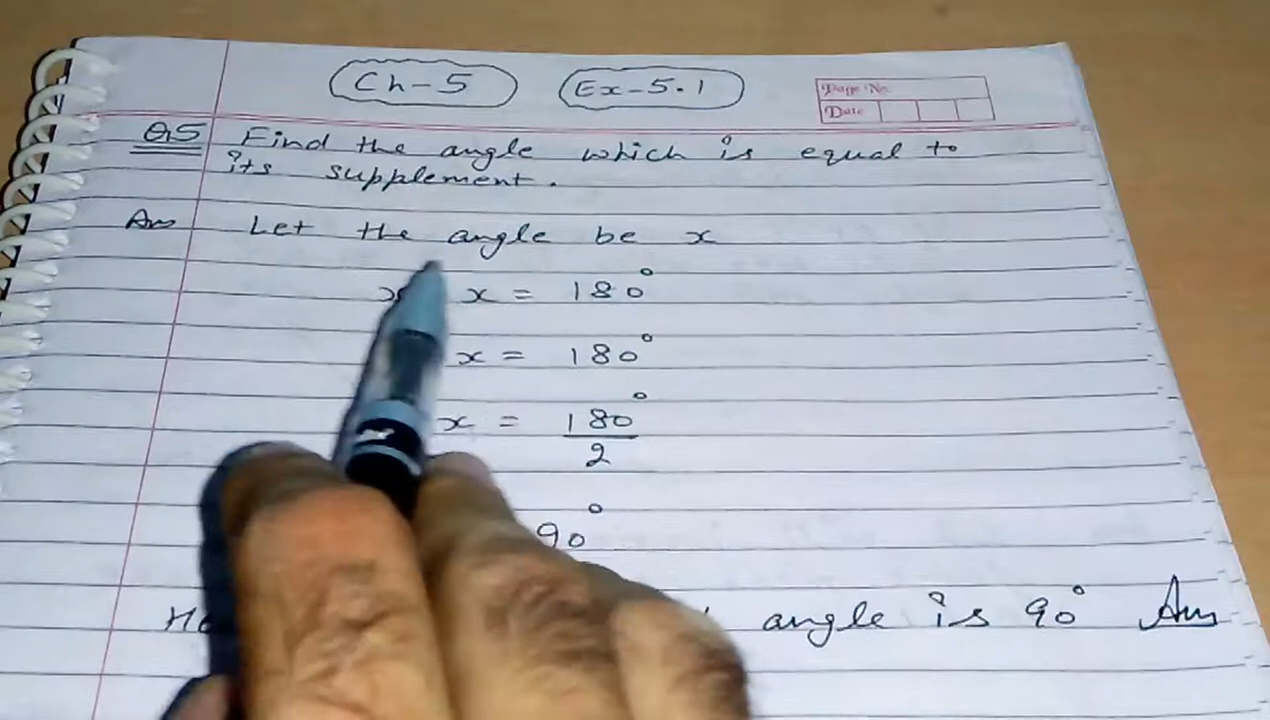 Ch-5 Ex-5.1
Page No.
Date
Q.5 Find the angle which is equal to
its supplement.
Ans Let the angle be x
x x = 180°
x = 180°
x = 180°
2
90°
angle is 90° Ans